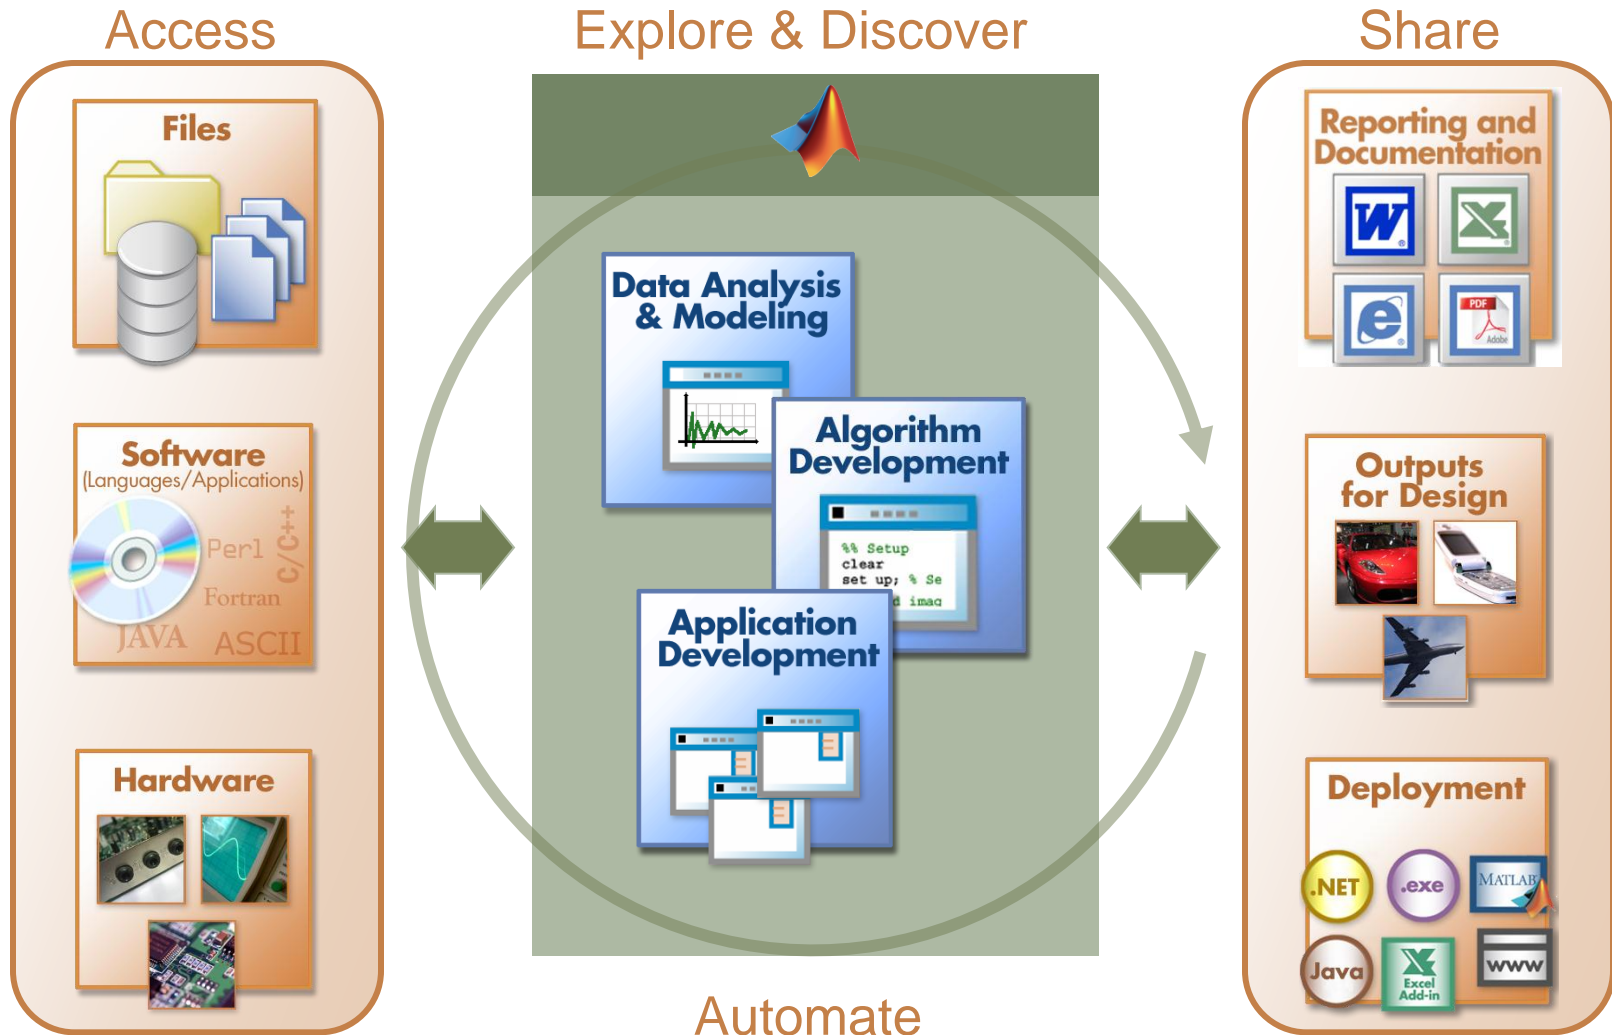 Access
Explore & Discover
Share
Files
Software
(Languages/Applications)
Perl
C/C++
Fortran
JAVA
ASCII
Hardware
Data Analysis
& Modeling
Algorithm
Development
%% Setup
clear
set up; % Se
d imag
Application
Development
Automate
Reporting and
Documentation
W
X
e
PDF
Adobe
Outputs
for Design
Deployment
.NET
.exe
MATLAB
Java
X
Excel
Add-in
www